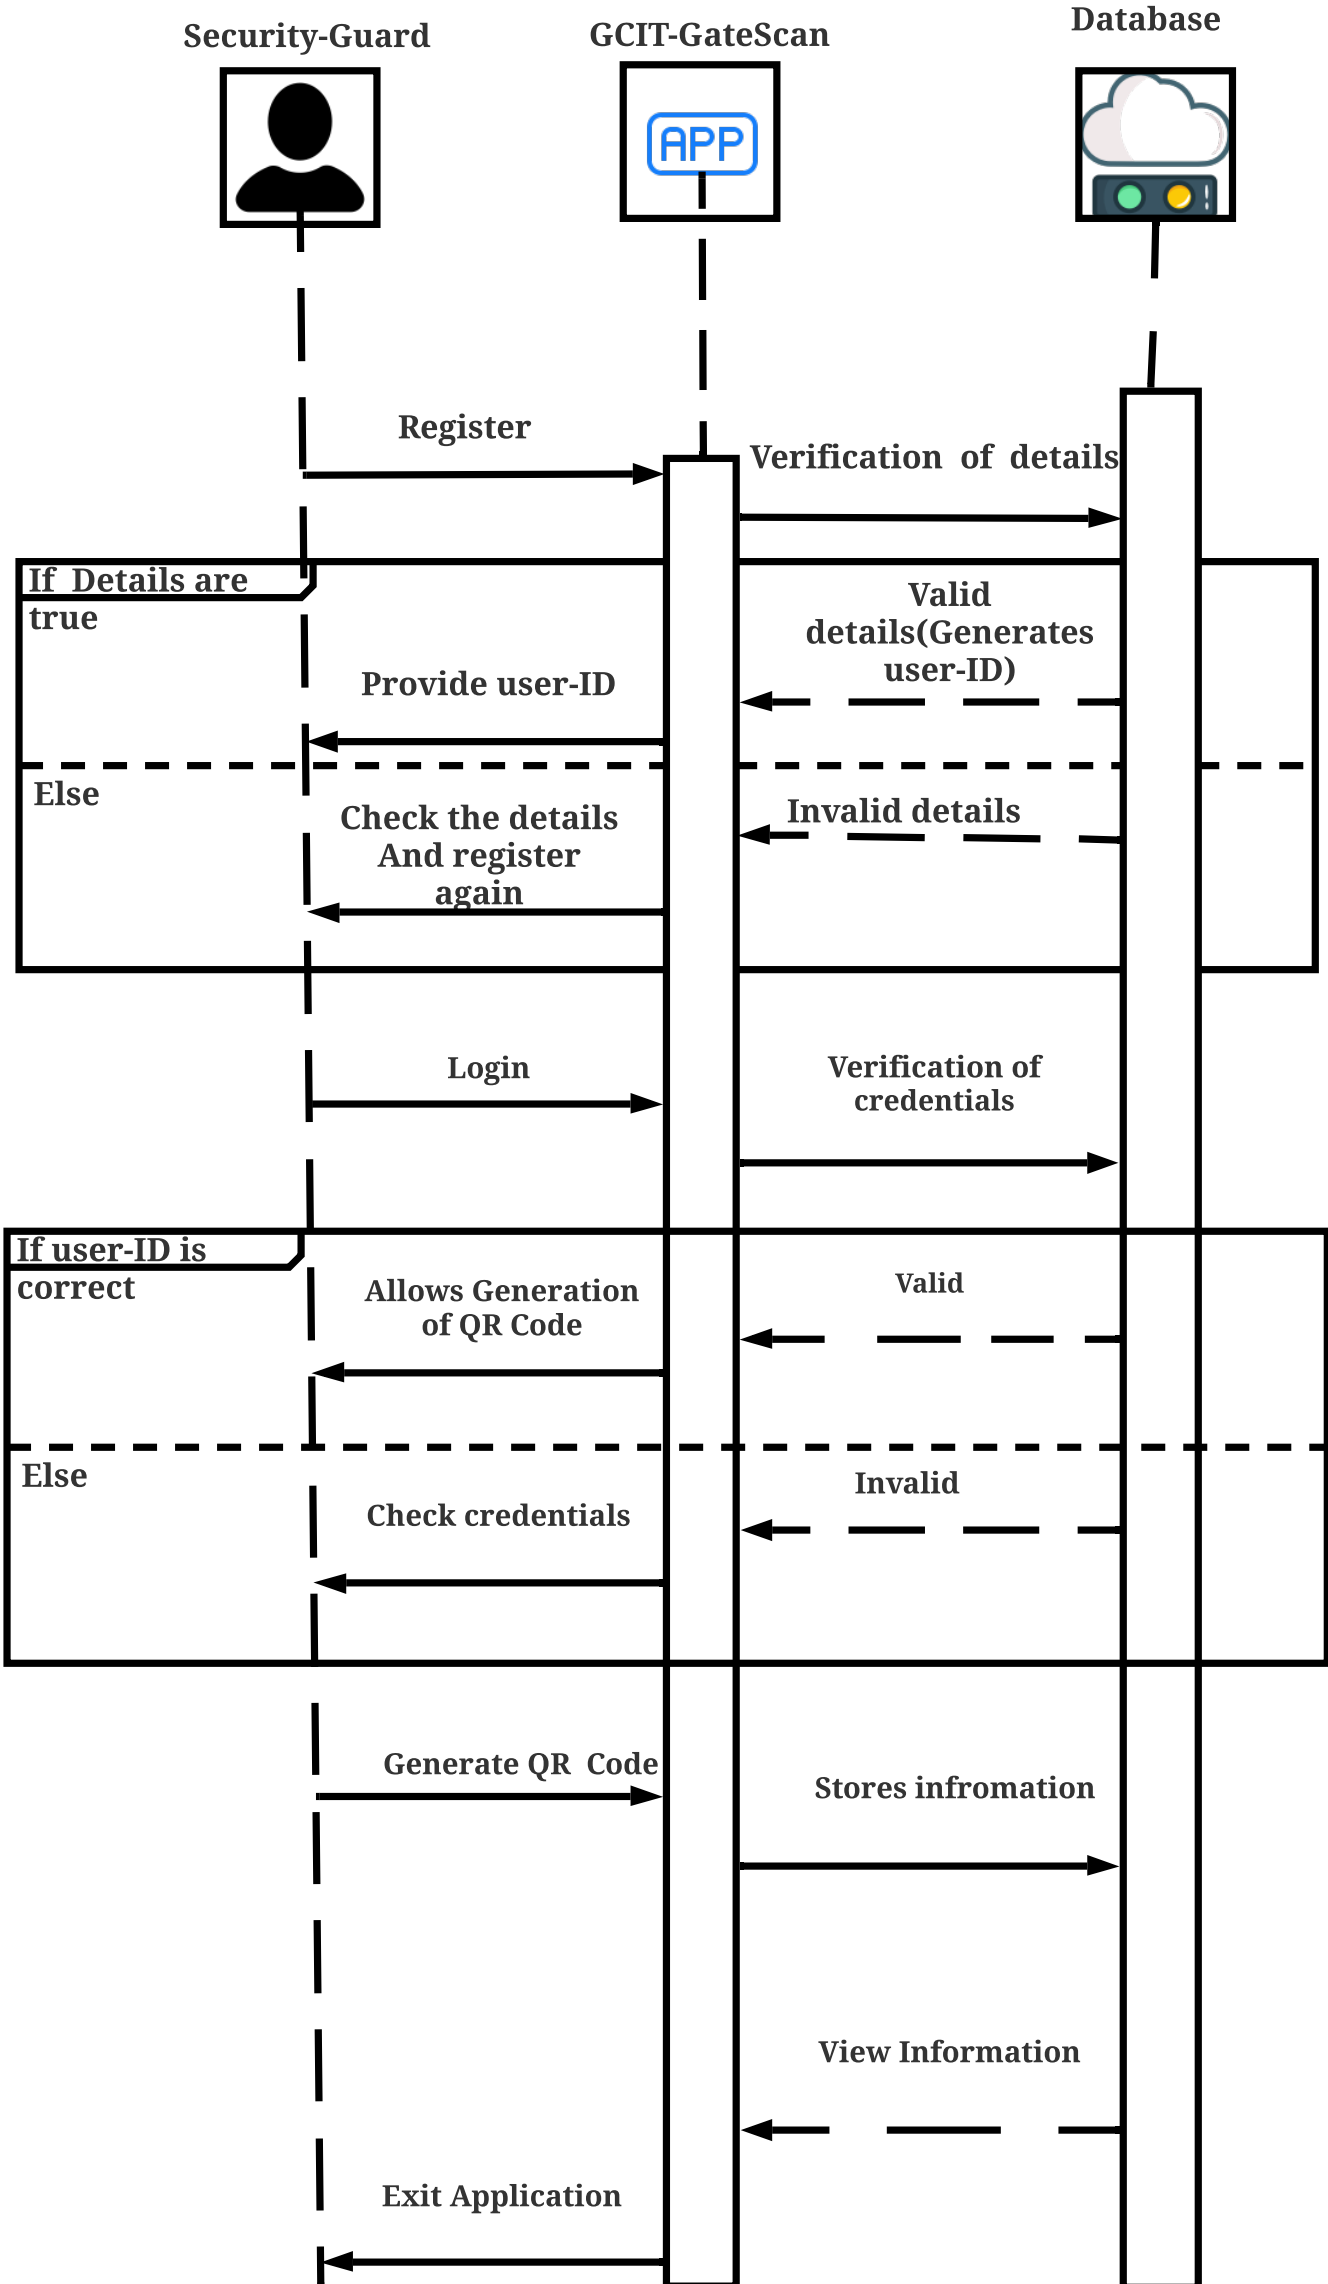 Security-Guard
GCIT-GateScan
Database
APP
Register
Verification of details
If Details are
true
Valid
details(Generates
user-ID)
Provide user-ID
Else
Invalid details
Check the details
And register
again
Login
Verification of
credentials
If user-ID is
correct
Allows Generation
of QR Code
Valid
Else
Invalid
Check credentials
Generate QR Code
Stores infromation
View Information
Exit Application